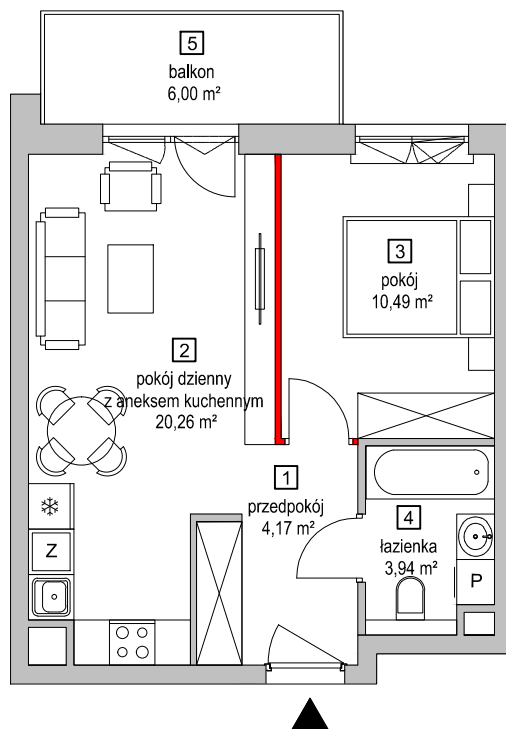 5
balkon
6,00 m²
3
pokój
10,49 m²
2
pokój dzienny
z aneksem kuchennym
20,26 m²
1
przedpokój
4,17 m²
4
łazienka
3,94 m²
Z
P